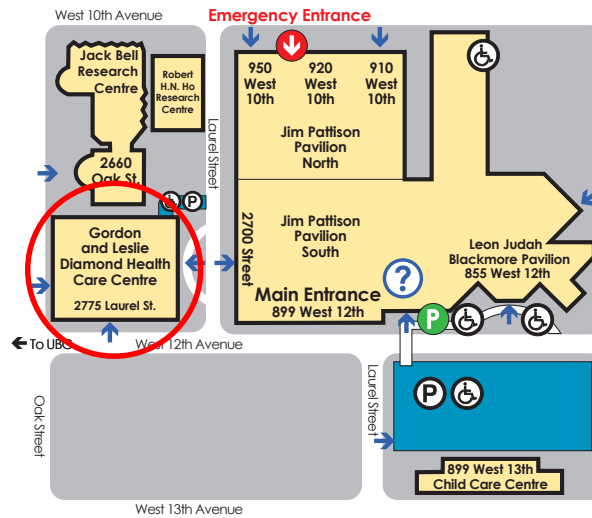 West 10th Avenue
Emergency Entrance
Jack Bell
Research
Centre
Robert
H.N. Ho
Research
Centre
Laurel Street
950
West
10th
920
West
10th
910
West
10th
Jim Pattison
Pavilion
North
2660
Oak St.
P
Gordon
and Leslie
Diamond Health
Care Centre
2775 Laurel St.
2700 Street
Jim Pattison
Pavilion
South
Leon Judah
Blackmore Pavilion
855 West 12th
?
Main Entrance
899 West 12th
P
To UBC
West 12th Avenue
Oak Street
Laurel Street
P
899 West 13th
Child Care Centre
West 13th Avenue